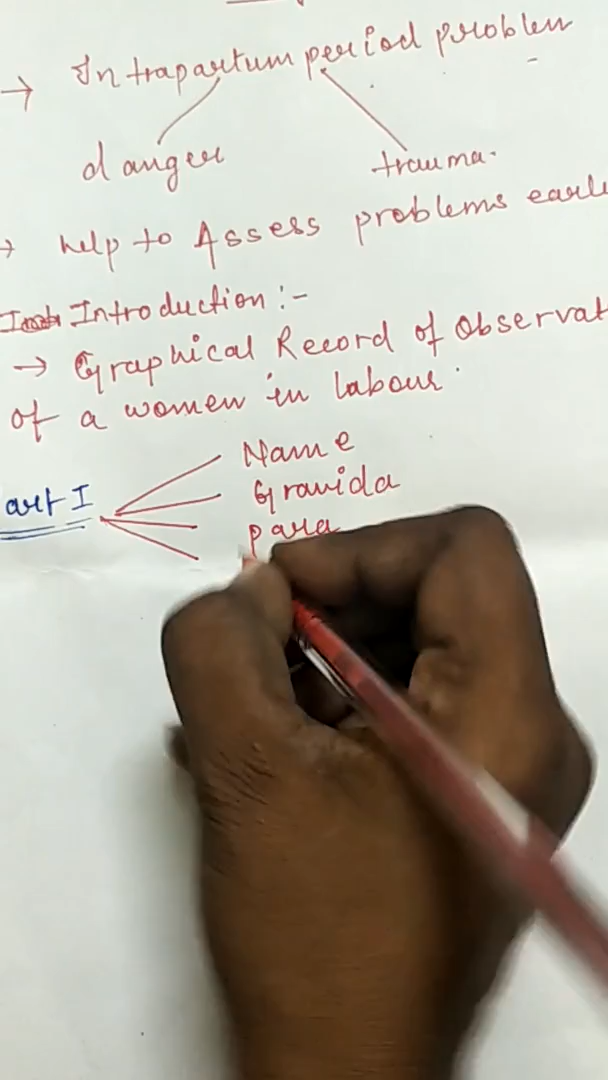 → Intrapartum period problem
danger trauma.
→ help to Assess problems earl
Introduction :-
→ Graphical Record of Observat
of a women in labour.
Name
Gravida
art I
Para